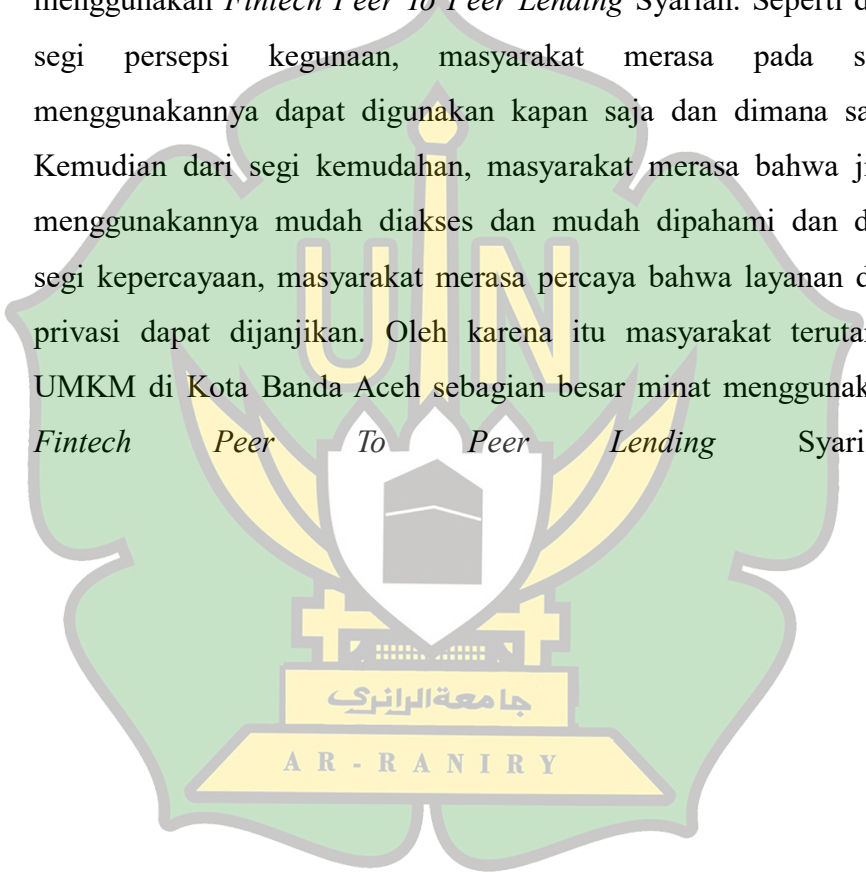 menggunakan Fintech Peer To Peer Lending Syariah. Seperti d
segi persepsi kegunaan, masyarakat merasa pada s
menggunakannya dapat digunakan kapan saja dan dimana sa
Kemudian dari segi kemudahan, masyarakat merasa bahwa ji
menggunakannya mudah diakses dan mudah dipahami dan d
segi kepercayaan, masyarakat merasa percaya bahwa layanan d
privasi dapat dijanjikan. Oleh karena itu masyarakat teruta
UMKM di Kota Banda Aceh sebagian besar minat menggunak
Fintech Peer To Peer Lending Syari
UIN
جامعة الرانري
AR-RANIRY